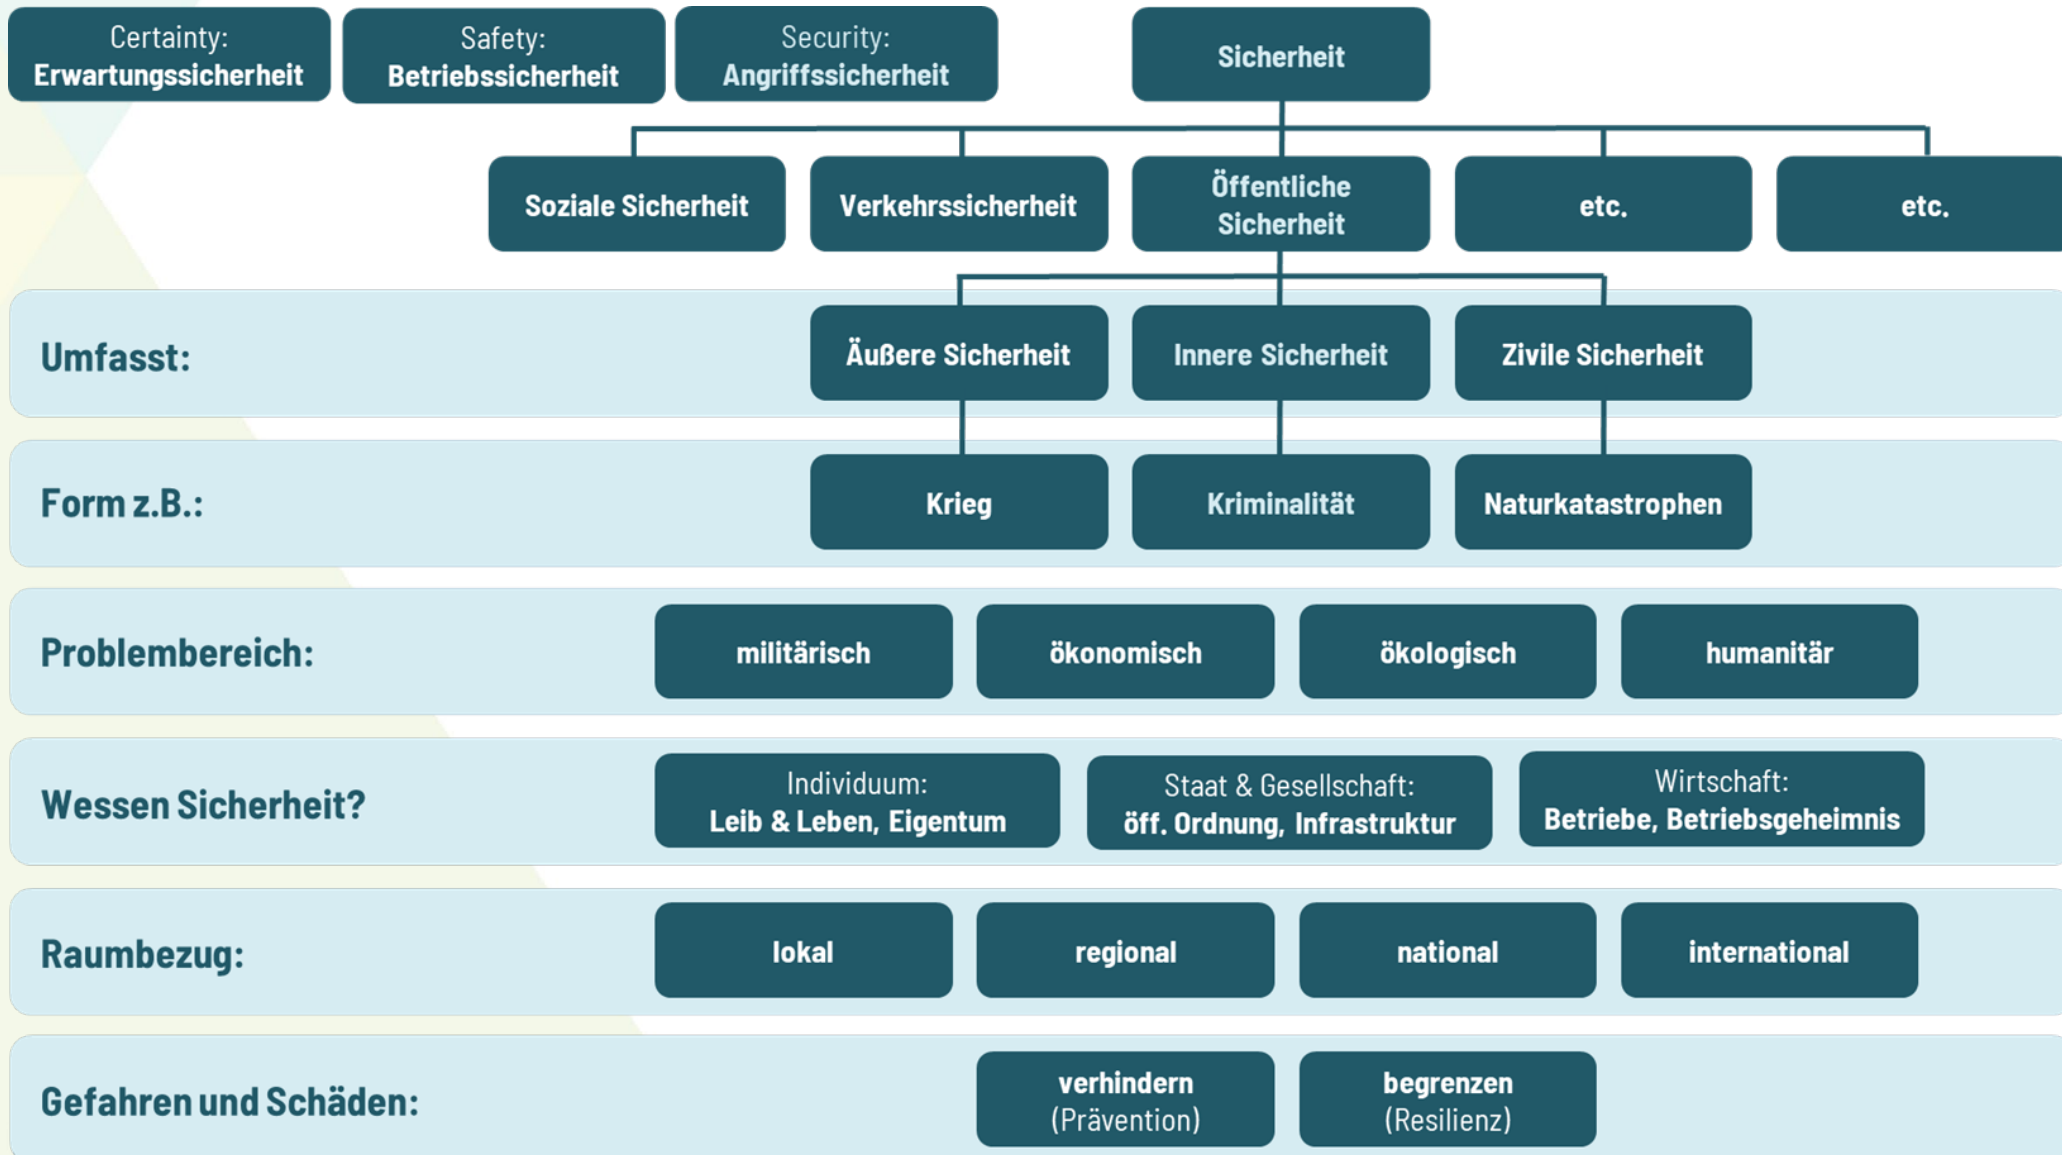 Certainty:
Erwartungssicherheit
Safety:
Betriebssicherheit
Security:
Angriffssicherheit
Sicherheit
Soziale Sicherheit
Verkehrssicherheit
Öffentliche
Sicherheit
etc.
etc.
Umfasst:
Äußere Sicherheit
Innere Sicherheit
Zivile Sicherheit
Form z.B.:
Krieg
Kriminalität
Naturkatastrophen
Problembereich:
militärisch
ökonomisch
ökologisch
humanitär
Wessen Sicherheit?
Individuum:
Leib & Leben, Eigentum
Staat & Gesellschaft:
öff. Ordnung, Infrastruktur
Wirtschaft:
Betriebe, Betriebsgeheimnis
Raumbezug:
lokal
regional
national
international
Gefahren und Schäden:
verhindern
(Prävention)
begrenzen
(Resilienz)